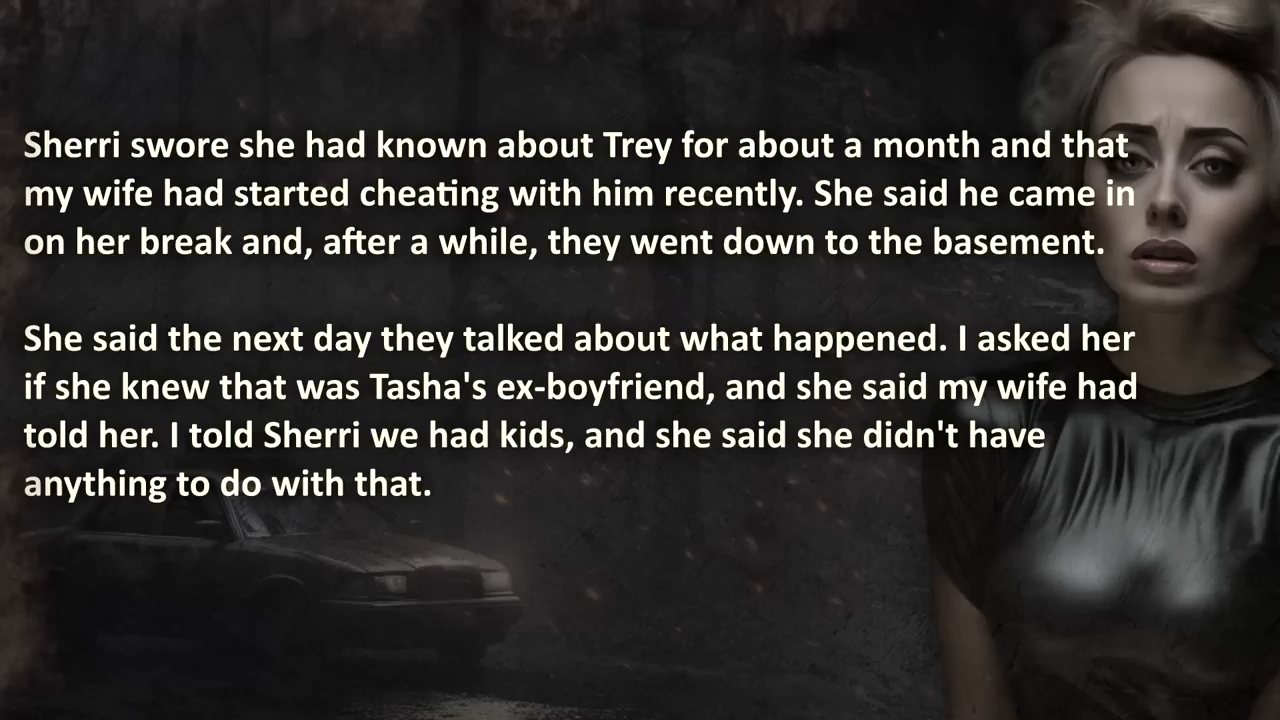 Sherri swore she had known about Trey for about a month and that
my wife had started cheating with him recently. She said he came in
on her break and, after a while, they went down to the basement.
She said the next day they talked about what happened. I asked her
if she knew that was Tasha's ex-boyfriend, and she said my wife had
told her. I told Sherri we had kids, and she said she didn't have
anything to do with that.